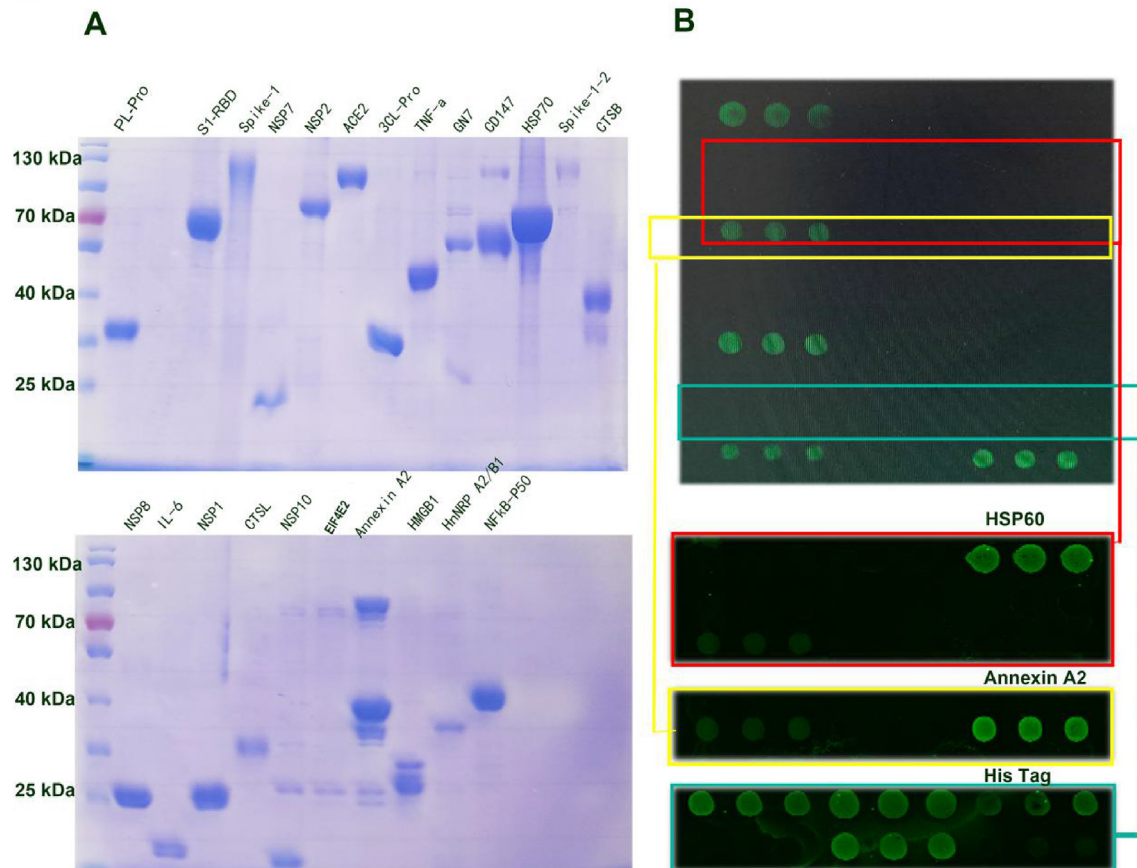 A
B
PL-Pro
S1-RBD
Spike-1
NSP7
NSP2
ACE2
3CL-Pro
TNF-a
GN7
CD147
HSP70
Spike-1-2
CTSB
130 kDa
70 kDa
40 kDa
25 kDa
NSP8
IL-6
NSP1
CTSL
NSP10
EIF4E2
Annexin A2
HMGB1
HnNRP A2/B1
NFkB-P50
130 kDa
70 kDa
40 kDa
25 kDa
HSP60
Annexin A2
His Tag